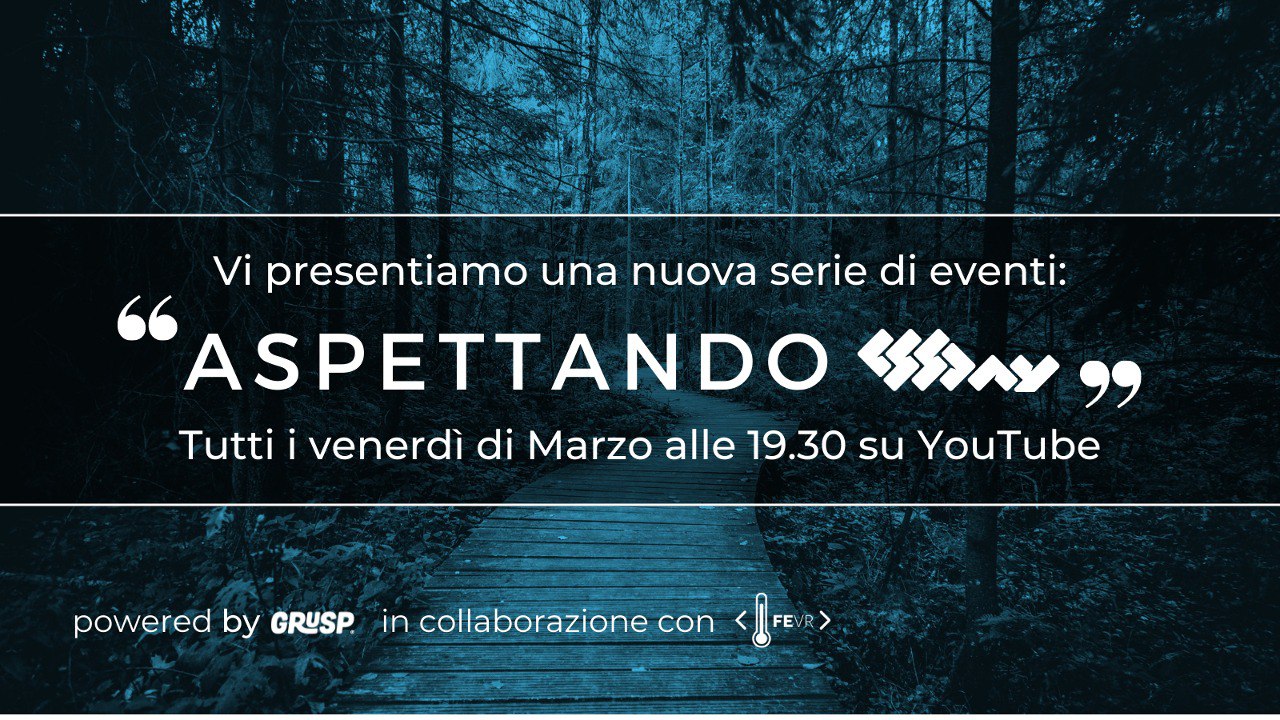 Vi presentiamo una nuova serie di eventi:
“ASPETTANDO cssday”
Tutti i venerdì di Marzo alle 19.30 su YouTube
powered by GRUSP. in collaborazione con < FEVR >